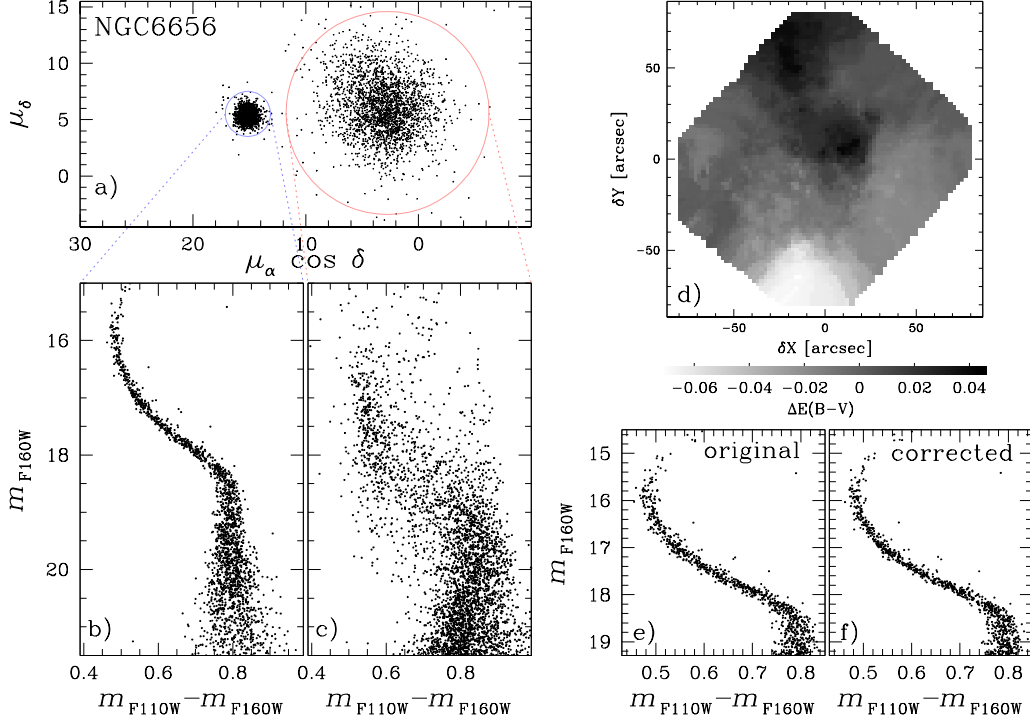 NGC6656
15
10
5
0
μδ
a)
30 20 10 0
μα cos δ
16
18
20
mF160W
b)
c)
0.4 0.6 0.8
0.4 0.6 0.8
mF110W−mF160W
mF110W−mF160W
50
0
−50
δY [arcsec]
d)
−50 0 50
δX [arcsec]
−0.06 −0.04 −0.02 0 0.02 0.04
ΔE(B−V)
15
16
17
18
19
mF160W
original
corrected
e)
f)
0.5 0.6 0.7 0.8
0.5 0.6 0.7 0.8
mF110W−mF160W
mF110W−mF160W